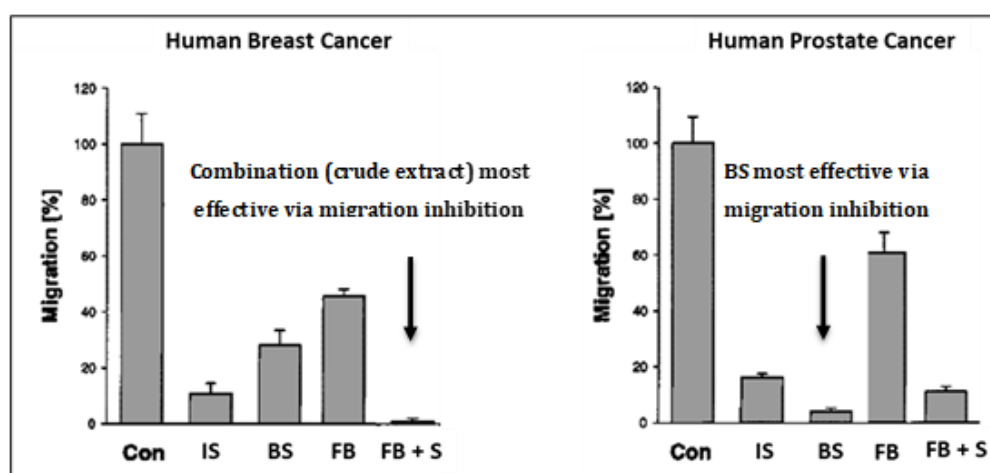 Human Breast Cancer
Migration [%]
120
100
80
60
40
20
0
Combination (crude extract) most
effective via migration inhibition
Con IS BS FB FB + S
Human Prostate Cancer
Migration [%]
120
100
80
60
40
20
0
BS most effective via
migration inhibition
Con IS BS FB FB + S